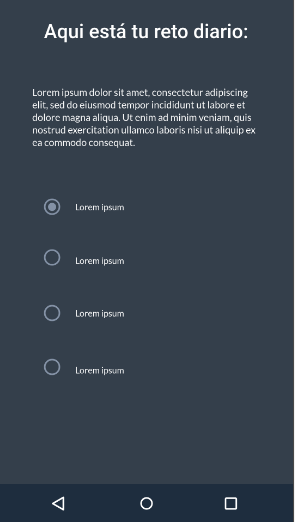 Aqui está tu reto diario:
Lorem ipsum dolor sit amet, consectetur adipiscing
elit, sed do eiusmod tempor incididunt ut labore et
dolore magna aliqua. Ut enim ad minim veniam, quis
nostrud exercitation ullamco laboris nisi ut aliquip ex
ea commodo consequat.
Lorem ipsum
Lorem ipsum
Lorem ipsum
Lorem ipsum